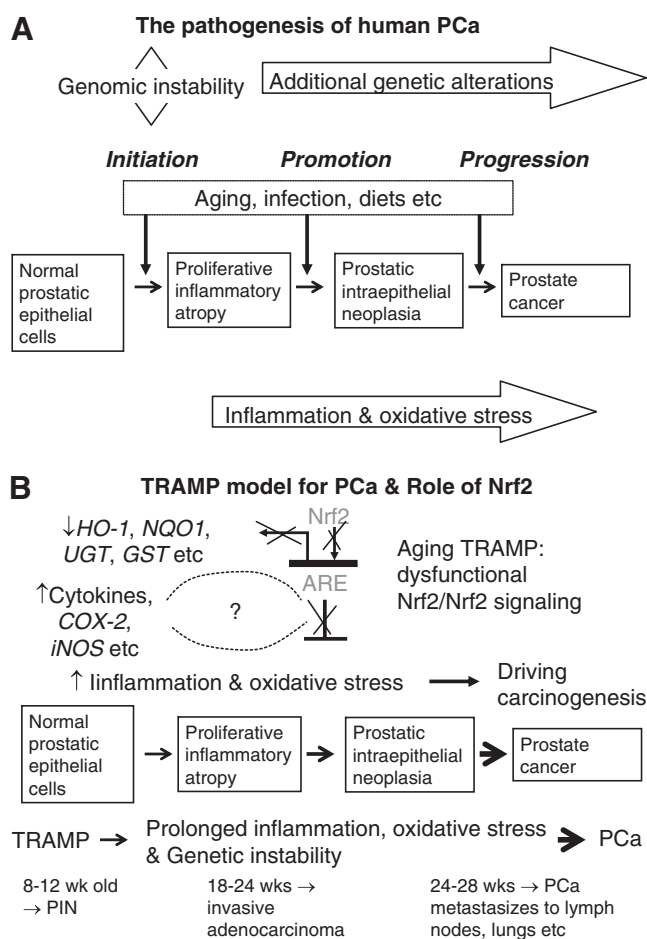 A
The pathogenesis of human PCa
Genomic instability
Additional genetic alterations
Initiation
Promotion
Progression
Aging, infection, diets etc
Normal
prostatic
epithelial
cells
Proliferative
inflammatory
atropy
Prostatic
intraepithelial
neoplasia
Prostate
cancer
Inflammation & oxidative stress
B
TRAMP model for PCa & Role of Nrf2
↓HO-1, NQO1,
UGT, GST etc
Nrf2
ARE
Aging TRAMP:
dysfunctional
Nrf2/Nrf2 signaling
↑Cytokines,
COX-2,
iNOS etc
?
↑ Iinflammation & oxidative stress
Driving
carcinogenesis
Normal
prostatic
epithelial
cells
Proliferative
inflammatory
atropy
Prostatic
intraepithelial
neoplasia
Prostate
cancer
TRAMP → Prolonged inflammation, oxidative stress → PCa
& Genetic instability
8-12 wk old
→ PIN
18-24 wks →
invasive
adenocarcinoma
24-28 wks → PCa
metastasizes to lymph
nodes, lungs etc